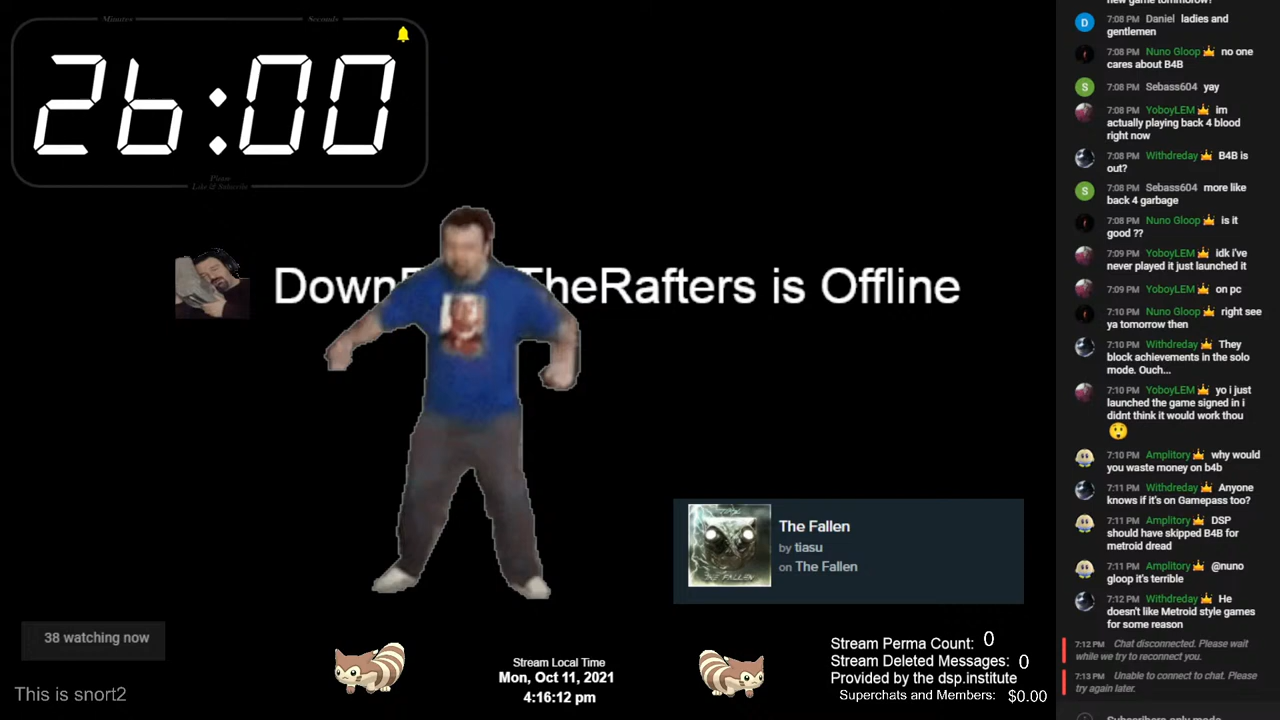 Minutes Seconds
26:00
Please
Like & Subscribe
Down TheRafters is Offline
The Fallen
by tiasu
on The Fallen
38 watching now
This is snort2
Stream Local Time
Mon, Oct 11, 2021
4:16:12 pm
Stream Perma Count: 0
Stream Deleted Messages: 0
Provided by the dsp.institute
Superchats and Members: $0.00
new game tommorow?
D 7:08 PM Daniel ladies and
gentlemen
7:08 PM Nuno Gloop no one
cares about B4B
S 7:08 PM Sebass604 yay
7:08 PM YoboyLEM im
actually playing back 4 blood
right now
7:08 PM Withdreday B4B is
out?
S 7:08 PM Sebass604 more like
back 4 garbage
7:08 PM Nuno Gloop is it
good ??
7:09 PM YoboyLEM idk i've
never played it just launched it
7:09 PM YoboyLEM on pc
7:10 PM Nuno Gloop right see
ya tomorrow then
7:10 PM Withdreday They
block achievements in the solo
mode. Ouch...
7:10 PM YoboyLEM yo i just
launched the game signed in i
didnt think it would work thou
😲
7:10 PM Amplitory why would
you waste money on b4b
7:11 PM Withdreday Anyone
knows if it's on Gamepass too?
7:11 PM Amplitory DSP
should have skipped B4B for
metroid dread
7:11 PM Amplitory @nuno
gloop it's terrible
7:12 PM Withdreday He
doesn't like Metroid style games
for some reason
7:12 PM Chat disconnected. Please wait
while we try to reconnect you.
7:13 PM Unable to connect to chat. Please
try again later.
Subscribers-only mode